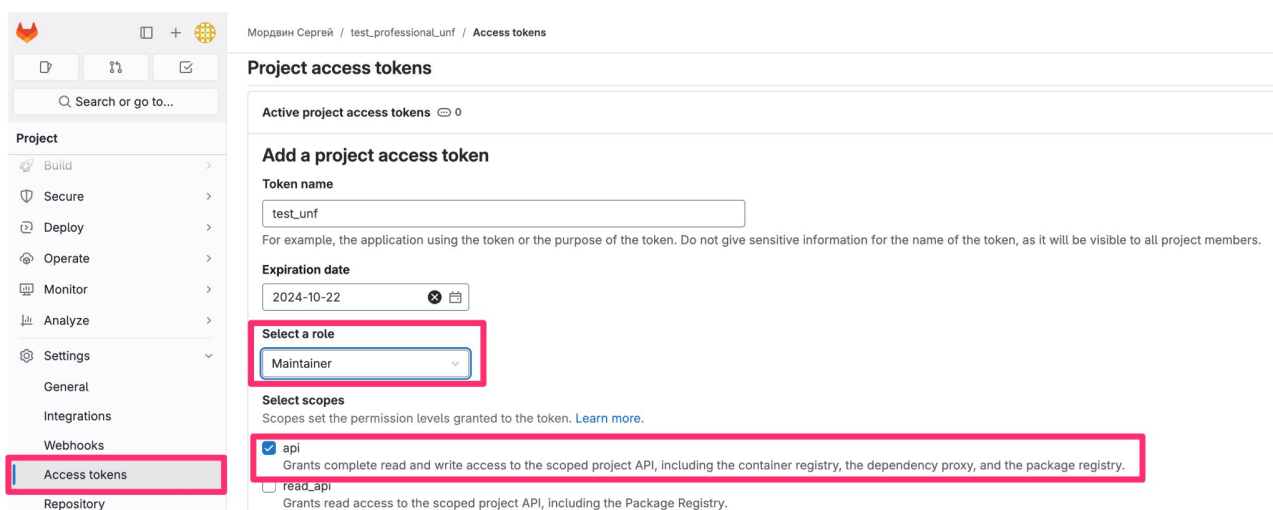 Мордвин Сергей / test_professional_unf / Access tokens
Search or go to...
Project
Build
Secure
Deploy
Operate
Monitor
Analyze
Settings
General
Integrations
Webhooks
Access tokens
Repository
Project access tokens
Active project access tokens 0
Add a project access token
Token name
test_unf
For example, the application using the token or the purpose of the token. Do not give sensitive information for the name of the token, as it will be visible to all project members.
Expiration date
2024-10-22
Select a role
Maintainer
Select scopes
Scopes set the permission levels granted to the token. Learn more.
api
Grants complete read and write access to the scoped project API, including the container registry, the dependency proxy, and the package registry.
read_api
Grants read access to the scoped project API, including the Package Registry.